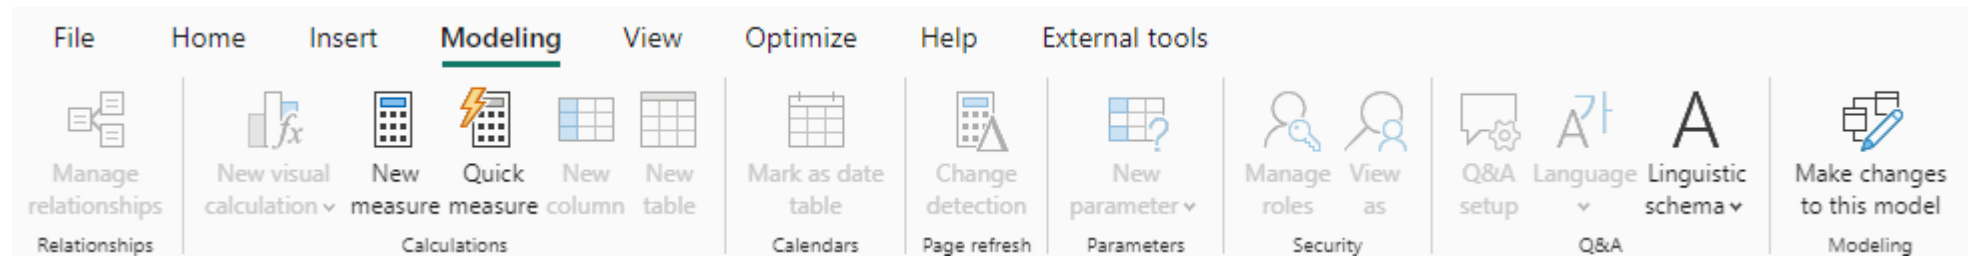 File Home Insert Modeling View Optimize Help External tools
Manage relationships
New visual calculation
New measure
Quick measure
New column
New table
Relationships
Calculations
Mark as date table
Calendars
Change detection
Page refresh
New parameter
Parameters
Manage roles
View as
Security
Q&A setup
Language
Linguistic schema
Q&A
Make changes to this model
Modeling